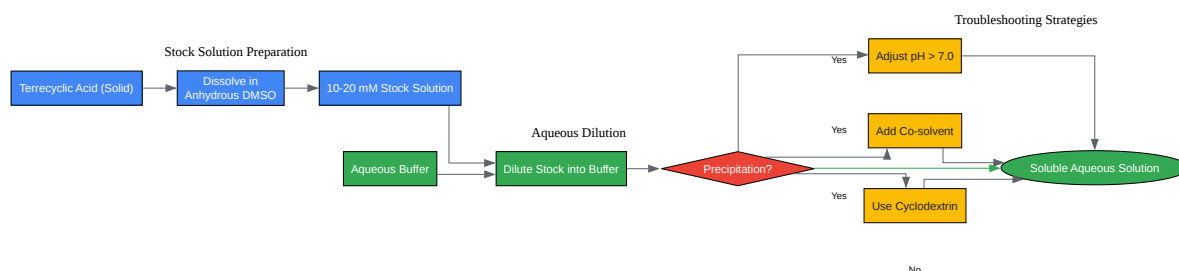 Troubleshooting Strategies
Stock Solution Preparation
Adjust pH > 7.0
Yes
Terrecyclic Acid (Solid)
Dissolve in
Anhydrous DMSO
10-20 mM Stock Solution
Aqueous Dilution
Yes
Add Co-solvent
Aqueous Buffer
Dilute Stock into Buffer
Precipitation?
Soluble Aqueous Solution
Yes
Use Cyclodextrin
No